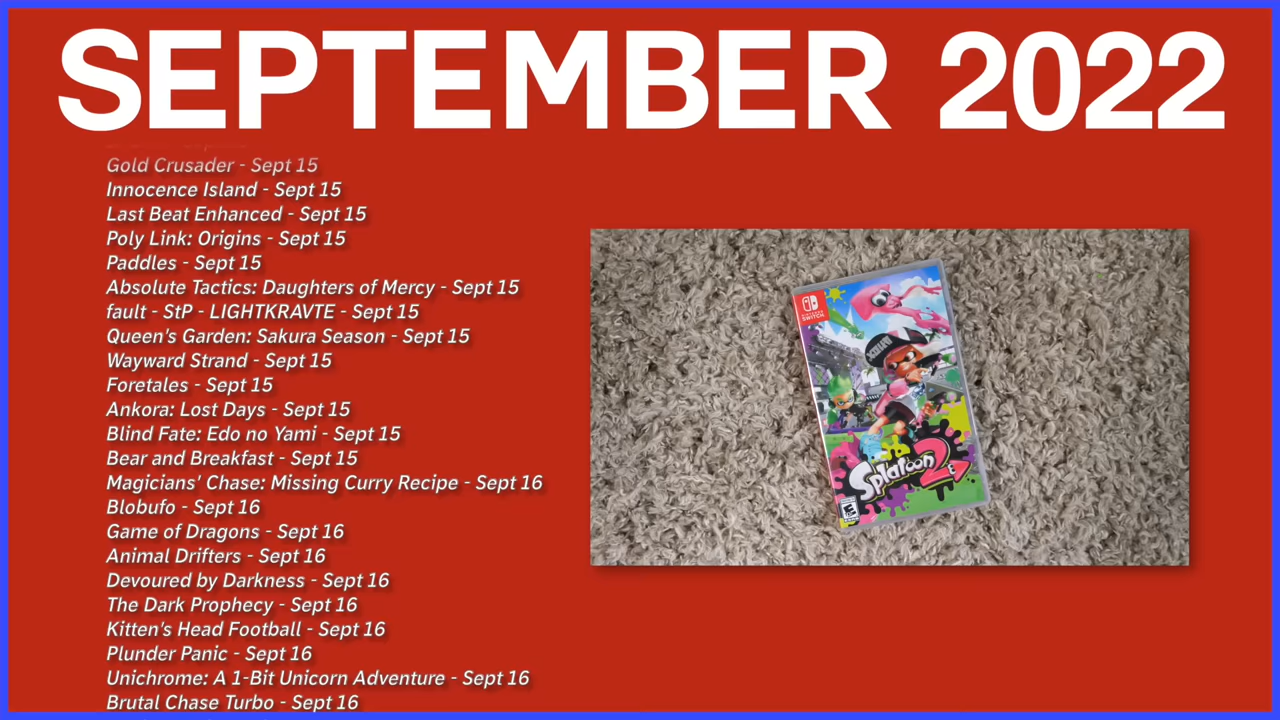 SEPTEMBER 2022
Gold Crusader - Sept 15
Innocence Island - Sept 15
Last Beat Enhanced - Sept 15
Poly Link: Origins - Sept 15
Paddles - Sept 15
Absolute Tactics: Daughters of Mercy - Sept 15
fault - StP - LIGHTKRAVTE - Sept 15
Queen's Garden: Sakura Season - Sept 15
Wayward Strand - Sept 15
Foretales - Sept 15
Ankora: Lost Days - Sept 15
Blind Fate: Edo no Yami - Sept 15
Bear and Breakfast - Sept 15
Magicians' Chase: Missing Curry Recipe - Sept 16
Blobufo - Sept 16
Game of Dragons - Sept 16
Animal Drifters - Sept 16
Devoured by Darkness - Sept 16
The Dark Prophecy - Sept 16
Kitten's Head Football - Sept 16
Plunder Panic - Sept 16
Unichrome: A 1-Bit Unicorn Adventure - Sept 16
Brutal Chase Turbo - Sept 16
SWITCH
Splatoon 2
E